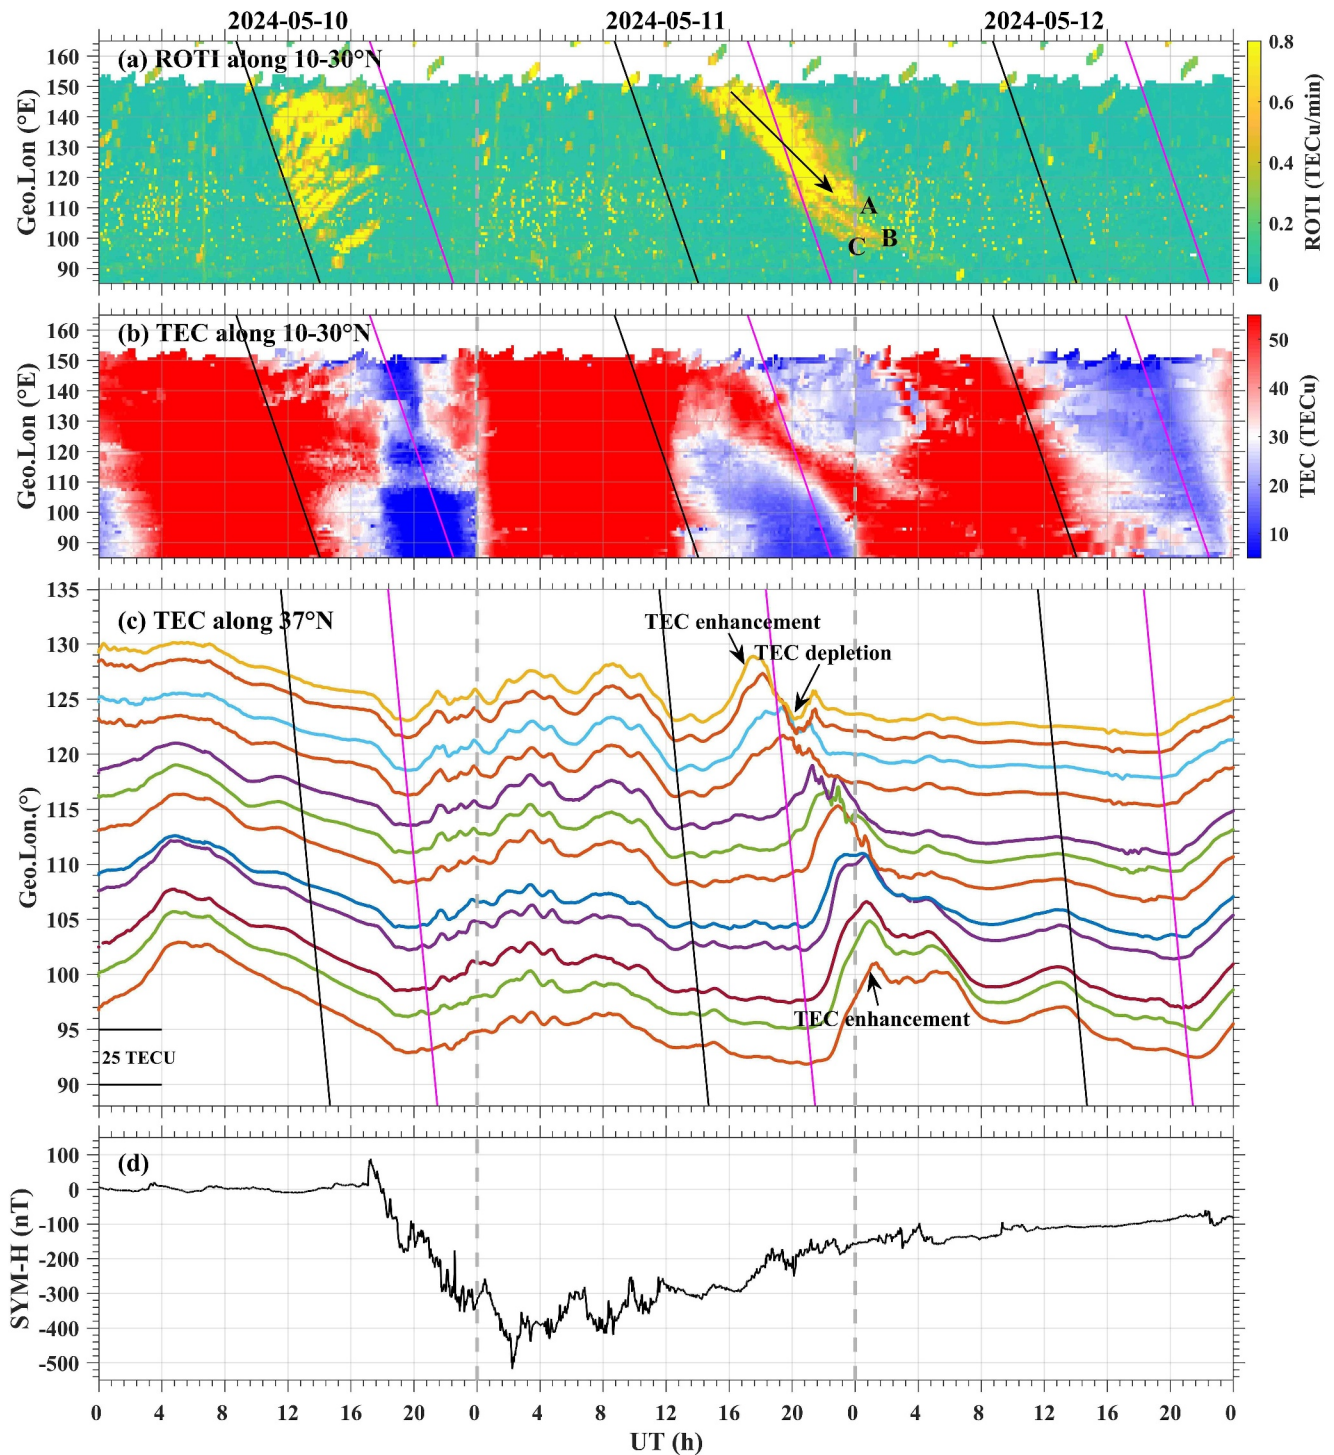 2024-05-10 2024-05-11 2024-05-12
(a) ROTI along 10-30°N
160
150
140
130
120
110
100
90
Geo.Lon (°E)
A
B
C
0.8
0.6
0.4
0.2
0
ROTI (TECu/min)
(b) TEC along 10-30°N
160
150
140
130
120
110
100
90
Geo.Lon (°E)
50
40
30
20
10
TEC (TECu)
(c) TEC along 37°N
135
130
125
120
115
110
105
100
95
90
Geo.Lon.(°)
TEC enhancement
TEC depletion
TEC enhancement
25 TECU
(d)
100
0
-100
-200
-300
-400
-500
SYM-H (nT)
0 4 8 12 16 20 0 4 8 12 16 20 0 4 8 12 16 20 0
UT (h)